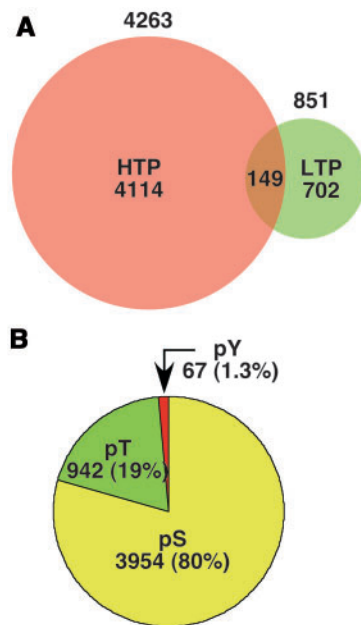 A
4263
851
HTP
4114
149
LTP
702
B
pY
67 (1.3%)
pT
942 (19%)
pS
3954 (80%)